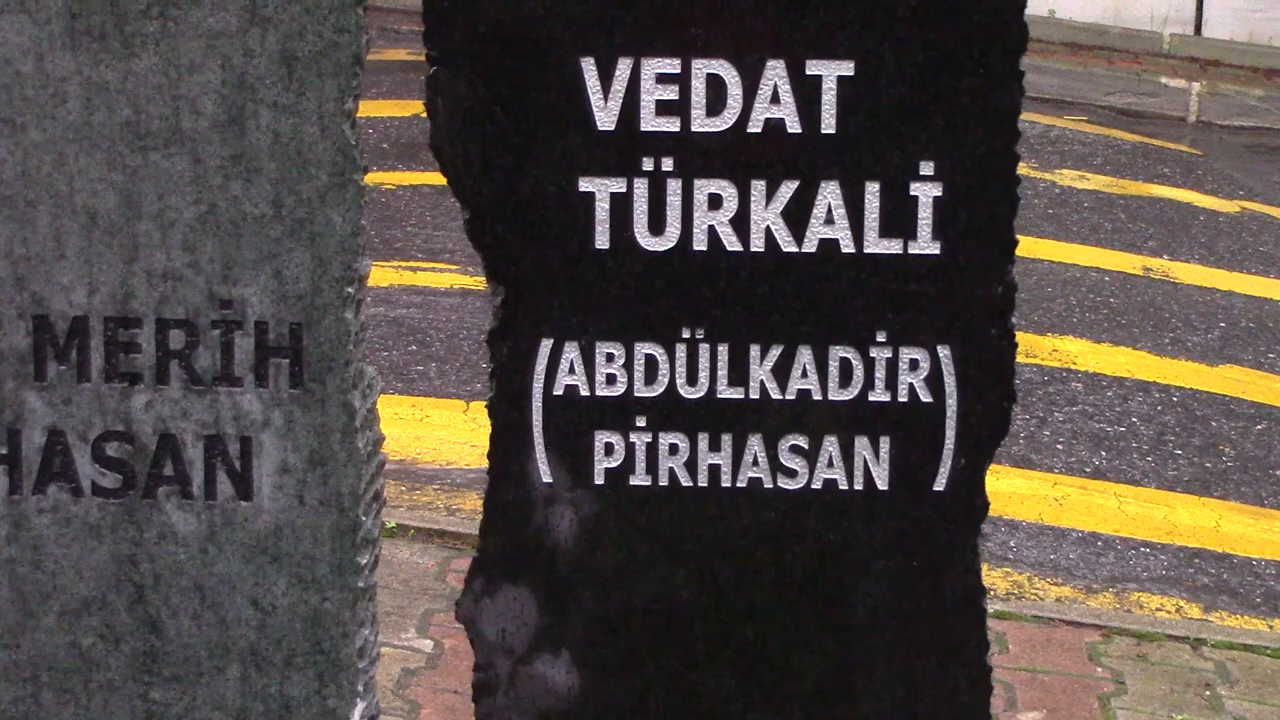 MERİH
HASAN
VEDAT
TÜRKALİ
(ABDÜLKADİR
PİRHASAN)